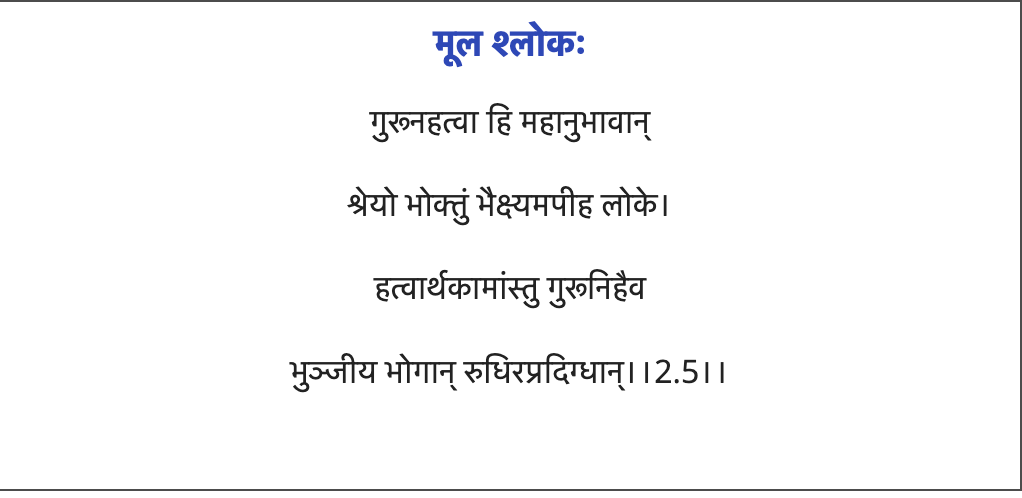 मूल श्लोकः
गुरूनहत्वा हि महानुभावान्
श्रेयो भोक्तुं भैक्ष्यमपीह लोके।
हत्वार्थकामांस्तु गुरूनिहैव
भुञ्जीय भोगान् रुधिरप्रदिग्धान्।।2.5।।